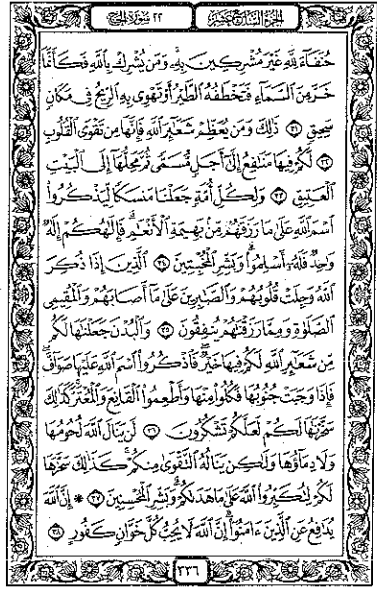 الجزء السابع عشر ٢٢ سورة الحج
حُنَفَآءَ لِلَّهِ غَيْرَ مُشْرِكِينَ بِهِۦ ۚ وَمَن يُشْرِكْ بِٱللَّهِ فَكَأَنَّمَا
خَرَّ مِنَ ٱلسَّمَآءِ فَتَخْطَفُهُ ٱلطَّيْرُ أَوْ تَهْوِى بِهِ ٱلرِّيحُ فِى مَكَانٍ
سَحِيقٍ ٣١ ذَٰلِكَ وَمَن يُعَظِّمْ شَعَٰٓئِرَ ٱللَّهِ فَإِنَّهَا مِن تَقْوَى ٱلْقُلُوبِ
٣٢ لَكُمْ فِيهَا مَنَٰفِعُ إِلَىٰٓ أَجَلٍ مُّسَمًّى ثُمَّ مَحِلُّهَآ إِلَى ٱلْبَيْتِ
ٱلْعَتِيقِ ٣٣ وَلِكُلِّ أُمَّةٍ جَعَلْنَا مَنسَكًا لِّيَذْكُرُوا۟
ٱسْمَ ٱللَّهِ عَلَىٰ مَا رَزَقَهُم مِّنۢ بَهِيمَةِ ٱلْأَنْعَٰمِ ۗ فَإِلَٰهُكُمْ إِلَٰهٌ
وَٰحِدٌ فَلَهُۥٓ أَسْلِمُوا۟ ۗ وَبَشِّرِ ٱلْمُخْبِتِينَ ٣٤ ٱلَّذِينَ إِذَا ذُكِرَ
ٱللَّهُ وَجِلَتْ قُلُوبُهُمْ وَٱلصَّٰبِرِينَ عَلَىٰ مَآ أَصَابَهُمْ وَٱلْمُقِيمِى
ٱلصَّلَوٰةِ وَمِمَّا رَزَقْنَٰهُمْ يُنفِقُونَ ٣٥ وَٱلْبُدْنَ جَعَلْنَٰهَا لَكُم
مِّن شَعَٰٓئِرِ ٱللَّهِ لَكُمْ فِيهَا خَيْرٌ ۖ فَٱذْكُرُوا۟ ٱسْمَ ٱللَّهِ عَلَيْهَا صَوَآفَّ ۖ
فَإِذَا وَجَبَتْ جُنُوبُهَا فَكُلُوا۟ مِنْهَا وَأَطْعِمُوا۟ ٱلْقَانِعَ وَٱلْمُعْتَرَّ ۚ كَذَٰلِكَ
سَخَّرْنَٰهَا لَكُمْ لَعَلَّكُمْ تَشْكُرُونَ ٣٦ لَن يَنَالَ ٱللَّهَ لُحُومُهَا
وَلَا دِمَآؤُهَا وَلَٰكِن يَنَالُهُ ٱلتَّقْوَىٰ مِنكُمْ ۚ كَذَٰلِكَ سَخَّرَهَا
لَكُمْ لِتُكَبِّرُوا۟ ٱللَّهَ عَلَىٰ مَا هَدَىٰكُمْ ۗ وَبَشِّرِ ٱلْمُحْسِنِينَ ٣٧ ۞ إِنَّ ٱللَّهَ
يُدَٰفِعُ عَنِ ٱلَّذِينَ ءَامَنُوٓا۟ ۗ إِنَّ ٱللَّهَ لَا يُحِبُّ كُلَّ خَوَّانٍ كَفُورٍ ٣٨
٣٣٦